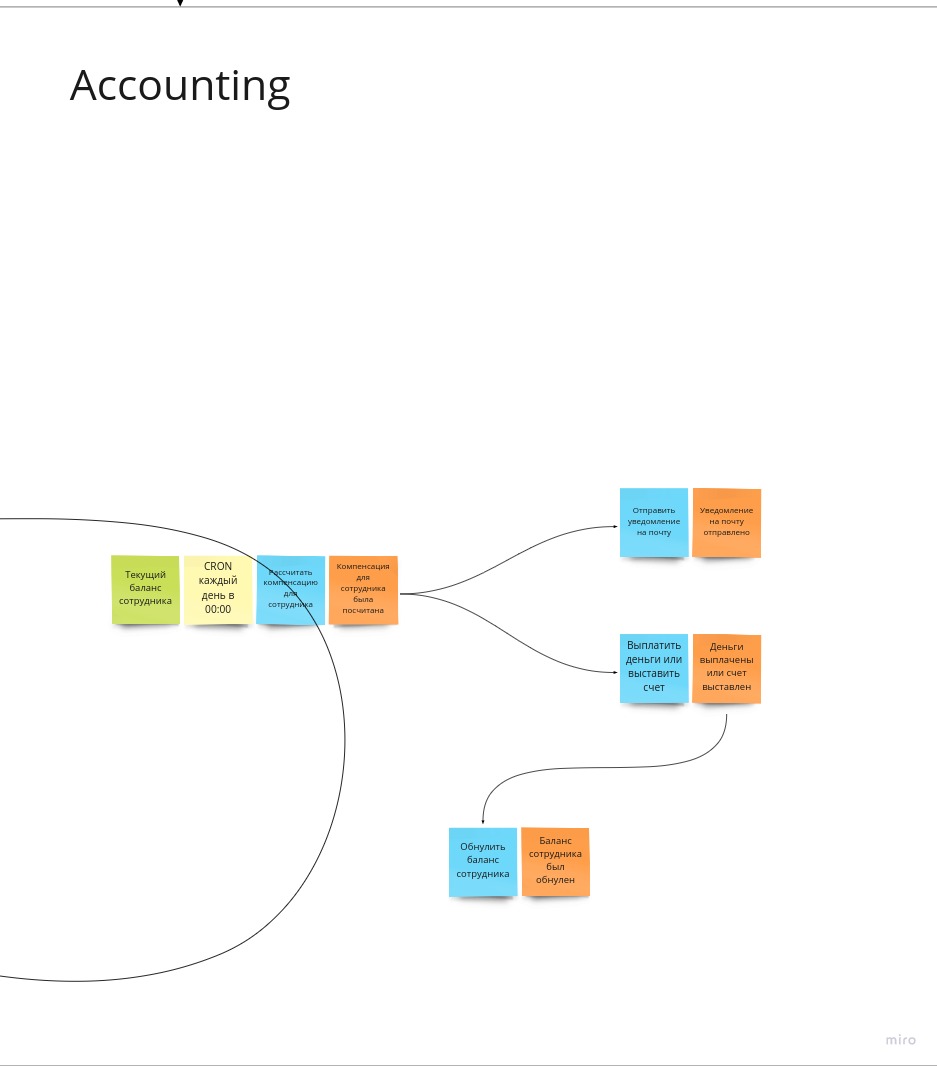 Accounting
Отправить
уведомление
на почту
Уведомление
на почту
отправлено
Текущий
баланс
сотрудника
CRON
каждый
день в
00:00
Рассчитать
компенсацию
для
сотрудника
Компенсация
для
сотрудника
была
посчитана
Выплатить
деньги или
выставить
счет
Деньги
выплачены
или счет
выставлен
Обнулить
баланс
сотрудника
Баланс
сотрудника
был
обнулен
miro